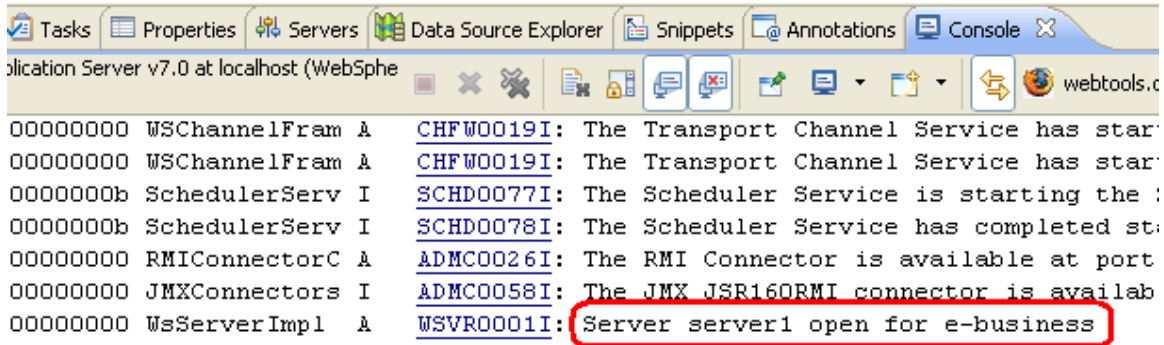 Tasks Properties Servers Data Source Explorer Snippets Annotations Console
plication Server v7.0 at localhost (WebSphe webtools.
00000000 WSChannelFram A CHFW0019I: The Transport Channel Service has star
00000000 WSChannelFram A CHFW0019I: The Transport Channel Service has star
0000000b SchedulerServ I SCHD0077I: The Scheduler Service is starting the
0000000b SchedulerServ I SCHD0078I: The Scheduler Service has completed sta
00000000 RMIConnectorC A ADMC0026I: The RMI Connector is available at port
00000000 JMXConnectors I ADMC0058I: The JMX JSR160RMI connector is availab
00000000 WsServerImpl A WSVR0001I: Server server1 open for e-business